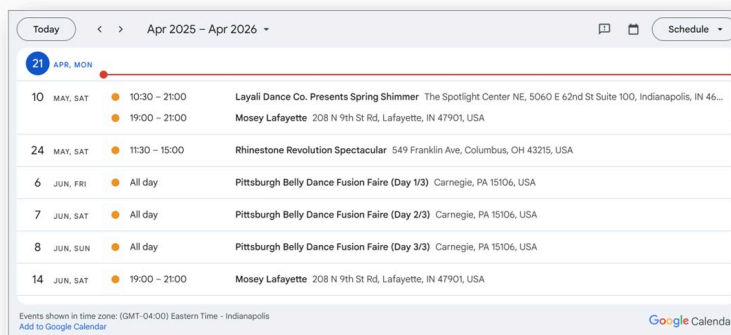 Today < > Apr 2025 – Apr 2026 Schedule
21 APR, MON
10 MAY, SAT 10:30 – 21:00 Layali Dance Co. Presents Spring Shimmer The Spotlight Center NE, 5060 E 62nd St Suite 100, Indianapolis, IN 46...
19:00 – 21:00 Mosey Lafayette 208 N 9th St Rd, Lafayette, IN 47901, USA
24 MAY, SAT 11:30 – 15:00 Rhinestone Revolution Spectacular 549 Franklin Ave, Columbus, OH 43215, USA
6 JUN, FRI All day Pittsburgh Belly Dance Fusion Faire (Day 1/3) Carnegie, PA 15106, USA
7 JUN, SAT All day Pittsburgh Belly Dance Fusion Faire (Day 2/3) Carnegie, PA 15106, USA
8 JUN, SUN All day Pittsburgh Belly Dance Fusion Faire (Day 3/3) Carnegie, PA 15106, USA
14 JUN, SAT 19:00 – 21:00 Mosey Lafayette 208 N 9th St Rd, Lafayette, IN 47901, USA
Events shown in time zone: (GMT-04:00) Eastern Time - Indianapolis
Add to Google Calendar
Google Calenda